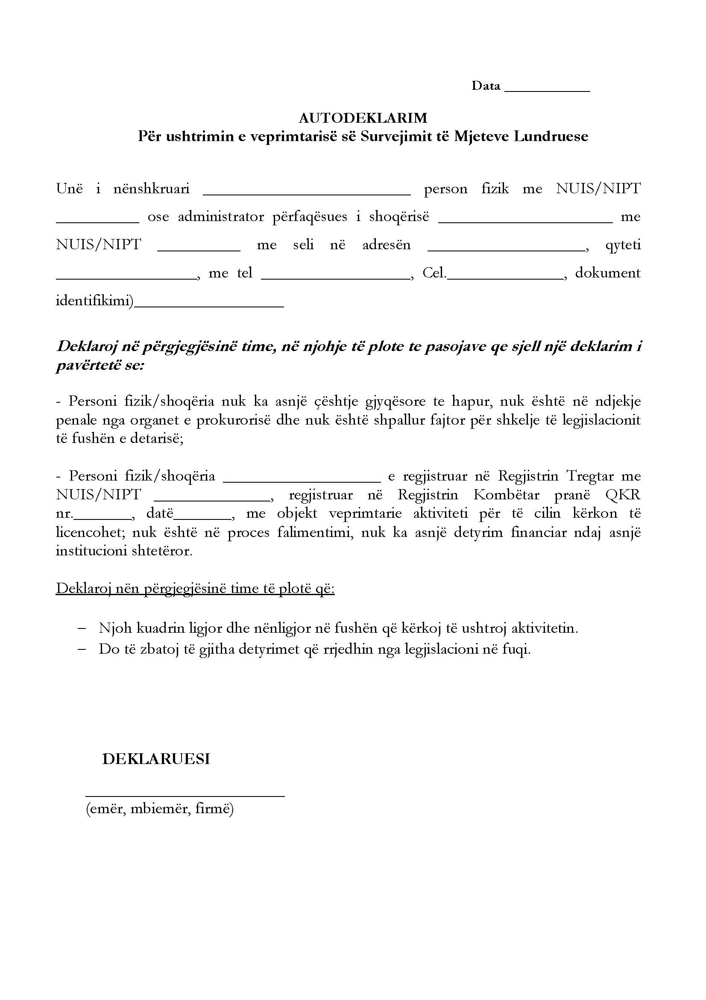 Data ____________
AUTODEKLARIM
Për ushtrimin e veprimtarisë së Survejimit të Mjeteve Lundruese
Unë i nënshkruari _________________________ person fizik me NUIS/NIPT
__________ ose administrator përfaqësues i shoqërisë _____________________ me
NUIS/NIPT __________ me seli në adresën ___________________, qyteti
_________________, me tel __________________, Cel.______________, dokument
identifikimi)__________________
Deklaroj në përgjegjësinë time, në njohje të plote te pasojave qe sjell një deklarim i
pavërtetë se:
- Personi fizik/shoqëria nuk ka asnjë çështje gjyqësore te hapur, nuk është në ndjekje
penale nga organet e prokurorisë dhe nuk është shpallur fajtor për shkelje të legjislacionit
të fushën e detarisë;
- Personi fizik/shoqëria ___________________ e regjistruar në Regjistrin Tregtar me
NUIS/NIPT ______________, regjistruar në Regjistrin Kombëtar pranë QKR
nr._______, datë_______, me objekt veprimtarie aktiviteti për të cilin kërkon të
licencohet; nuk është në proces falimentimi, nuk ka asnjë detyrim financiar ndaj asnjë
institucioni shtetëror.
Deklaroj nën përgjegjësinë time të plotë që:
– Njoh kuadrin ligjor dhe nënligjor në fushën që kërkoj të ushtroj aktivitetin.
– Do të zbatoj të gjitha detyrimet që rrjedhin nga legjislacioni në fuqi.
DEKLARUESI
________________________
(emër, mbiemër, firmë)